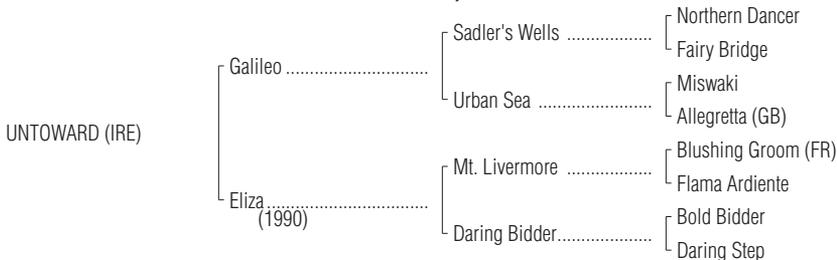 Northern Dancer
Sadler's Wells ..................
Fairy Bridge
Galileo ..............................
Miswaki
Urban Sea ........................
Allegretta (GB)
UNTOWARD (IRE)
Blushing Groom (FR)
Mt. Livermore ..................
Flama Ardiente
Eliza ..................................
(1990)
Bold Bidder
Daring Bidder....................
Daring Step